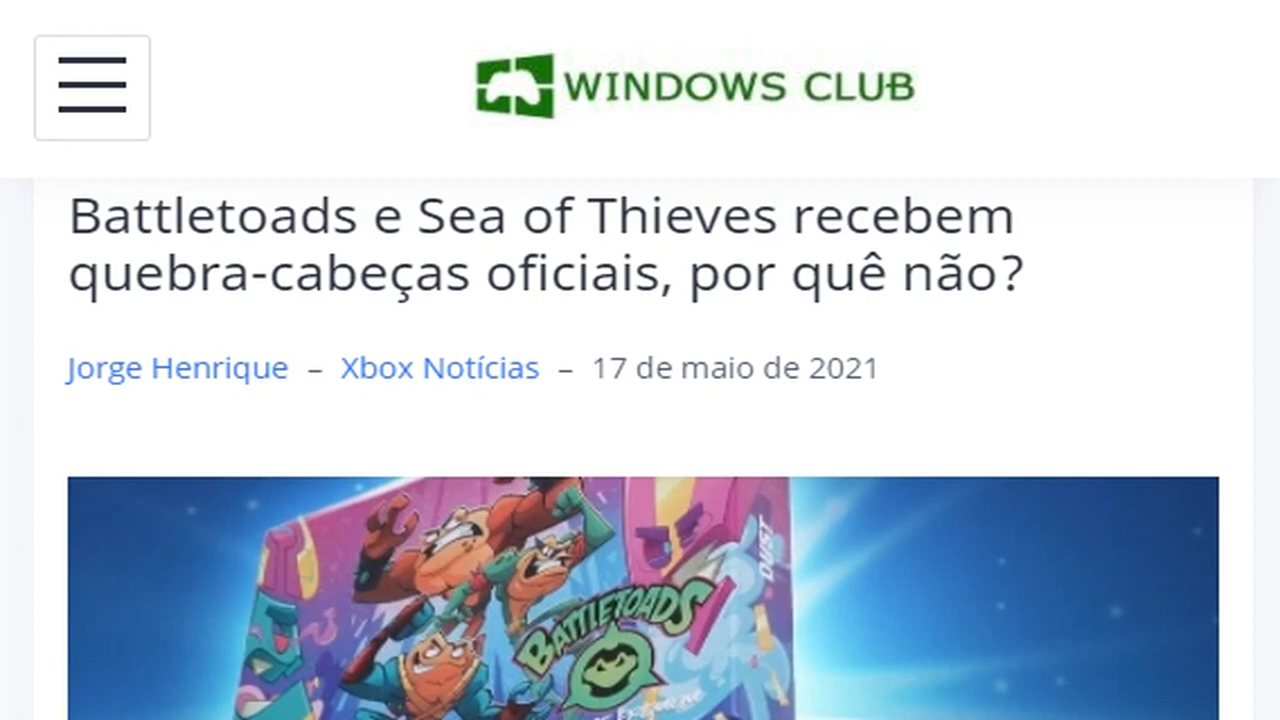 WINDOWS CLUB
Battletoads e Sea of Thieves recebem
quebra-cabeças oficiais, por quê não?
Jorge Henrique – Xbox Notícias – 17 de maio de 2021
DUST
BATTLETOADS